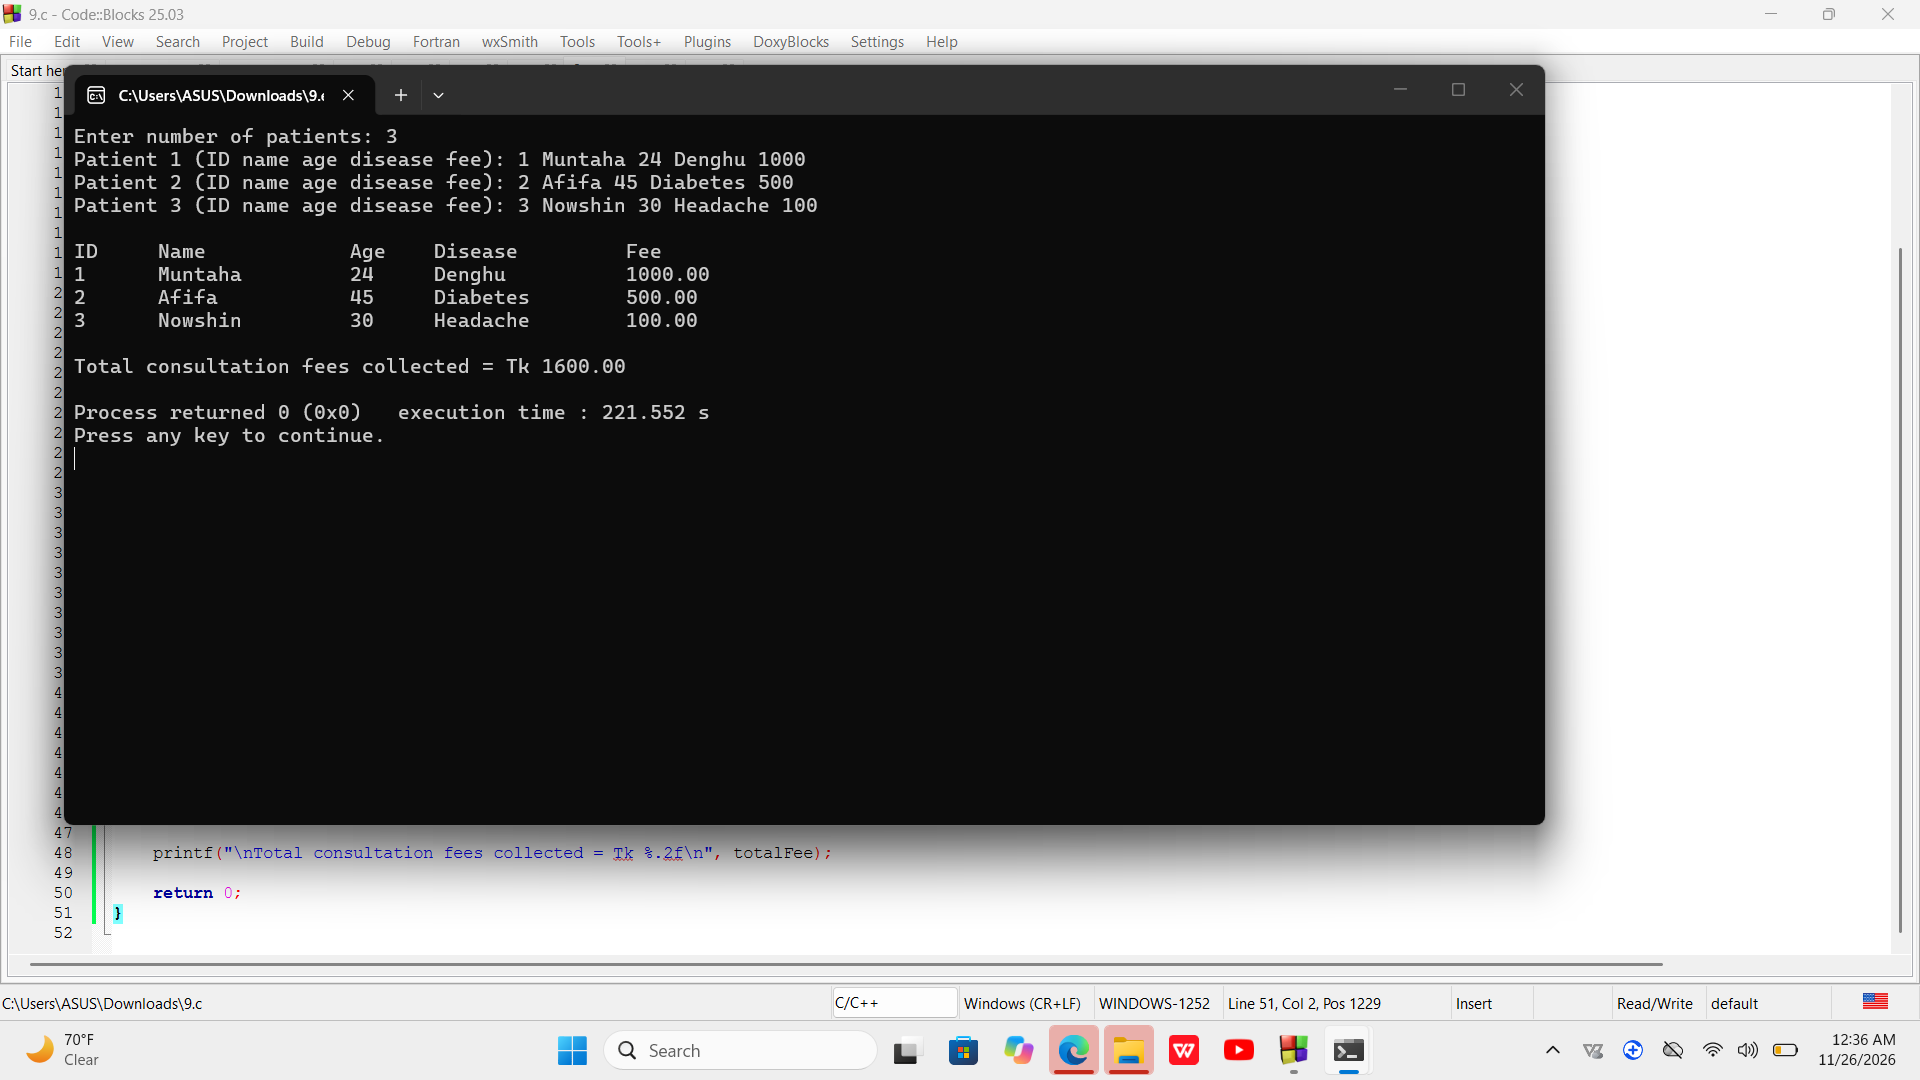 9.c - Code::Blocks 25.03
File Edit View Search Project Build Debug Fortran wxSmith Tools Tools+ Plugins DoxyBlocks Settings Help
Start her
C:\Users\ASUS\Downloads\9.
Enter number of patients: 3
Patient 1 (ID name age disease fee): 1 Muntaha 24 Denghu 1000
Patient 2 (ID name age disease fee): 2 Afifa 45 Diabetes 500
Patient 3 (ID name age disease fee): 3 Nowshin 30 Headache 100
ID Name Age Disease Fee
1 Muntaha 24 Denghu 1000.00
2 Afifa 45 Diabetes 500.00
3 Nowshin 30 Headache 100.00
Total consultation fees collected = Tk 1600.00
Process returned 0 (0x0) execution time : 221.552 s
Press any key to continue.
47
48 printf("\nTotal consultation fees collected = Tk %.2f\n", totalFee);
49
50 return 0;
51 }
52
C:\Users\ASUS\Downloads\9.c C/C++ Windows (CR+LF) WINDOWS-1252 Line 51, Col 2, Pos 1229 Insert Read/Write default
70°F
Clear
Search
12:36 AM
11/26/2026